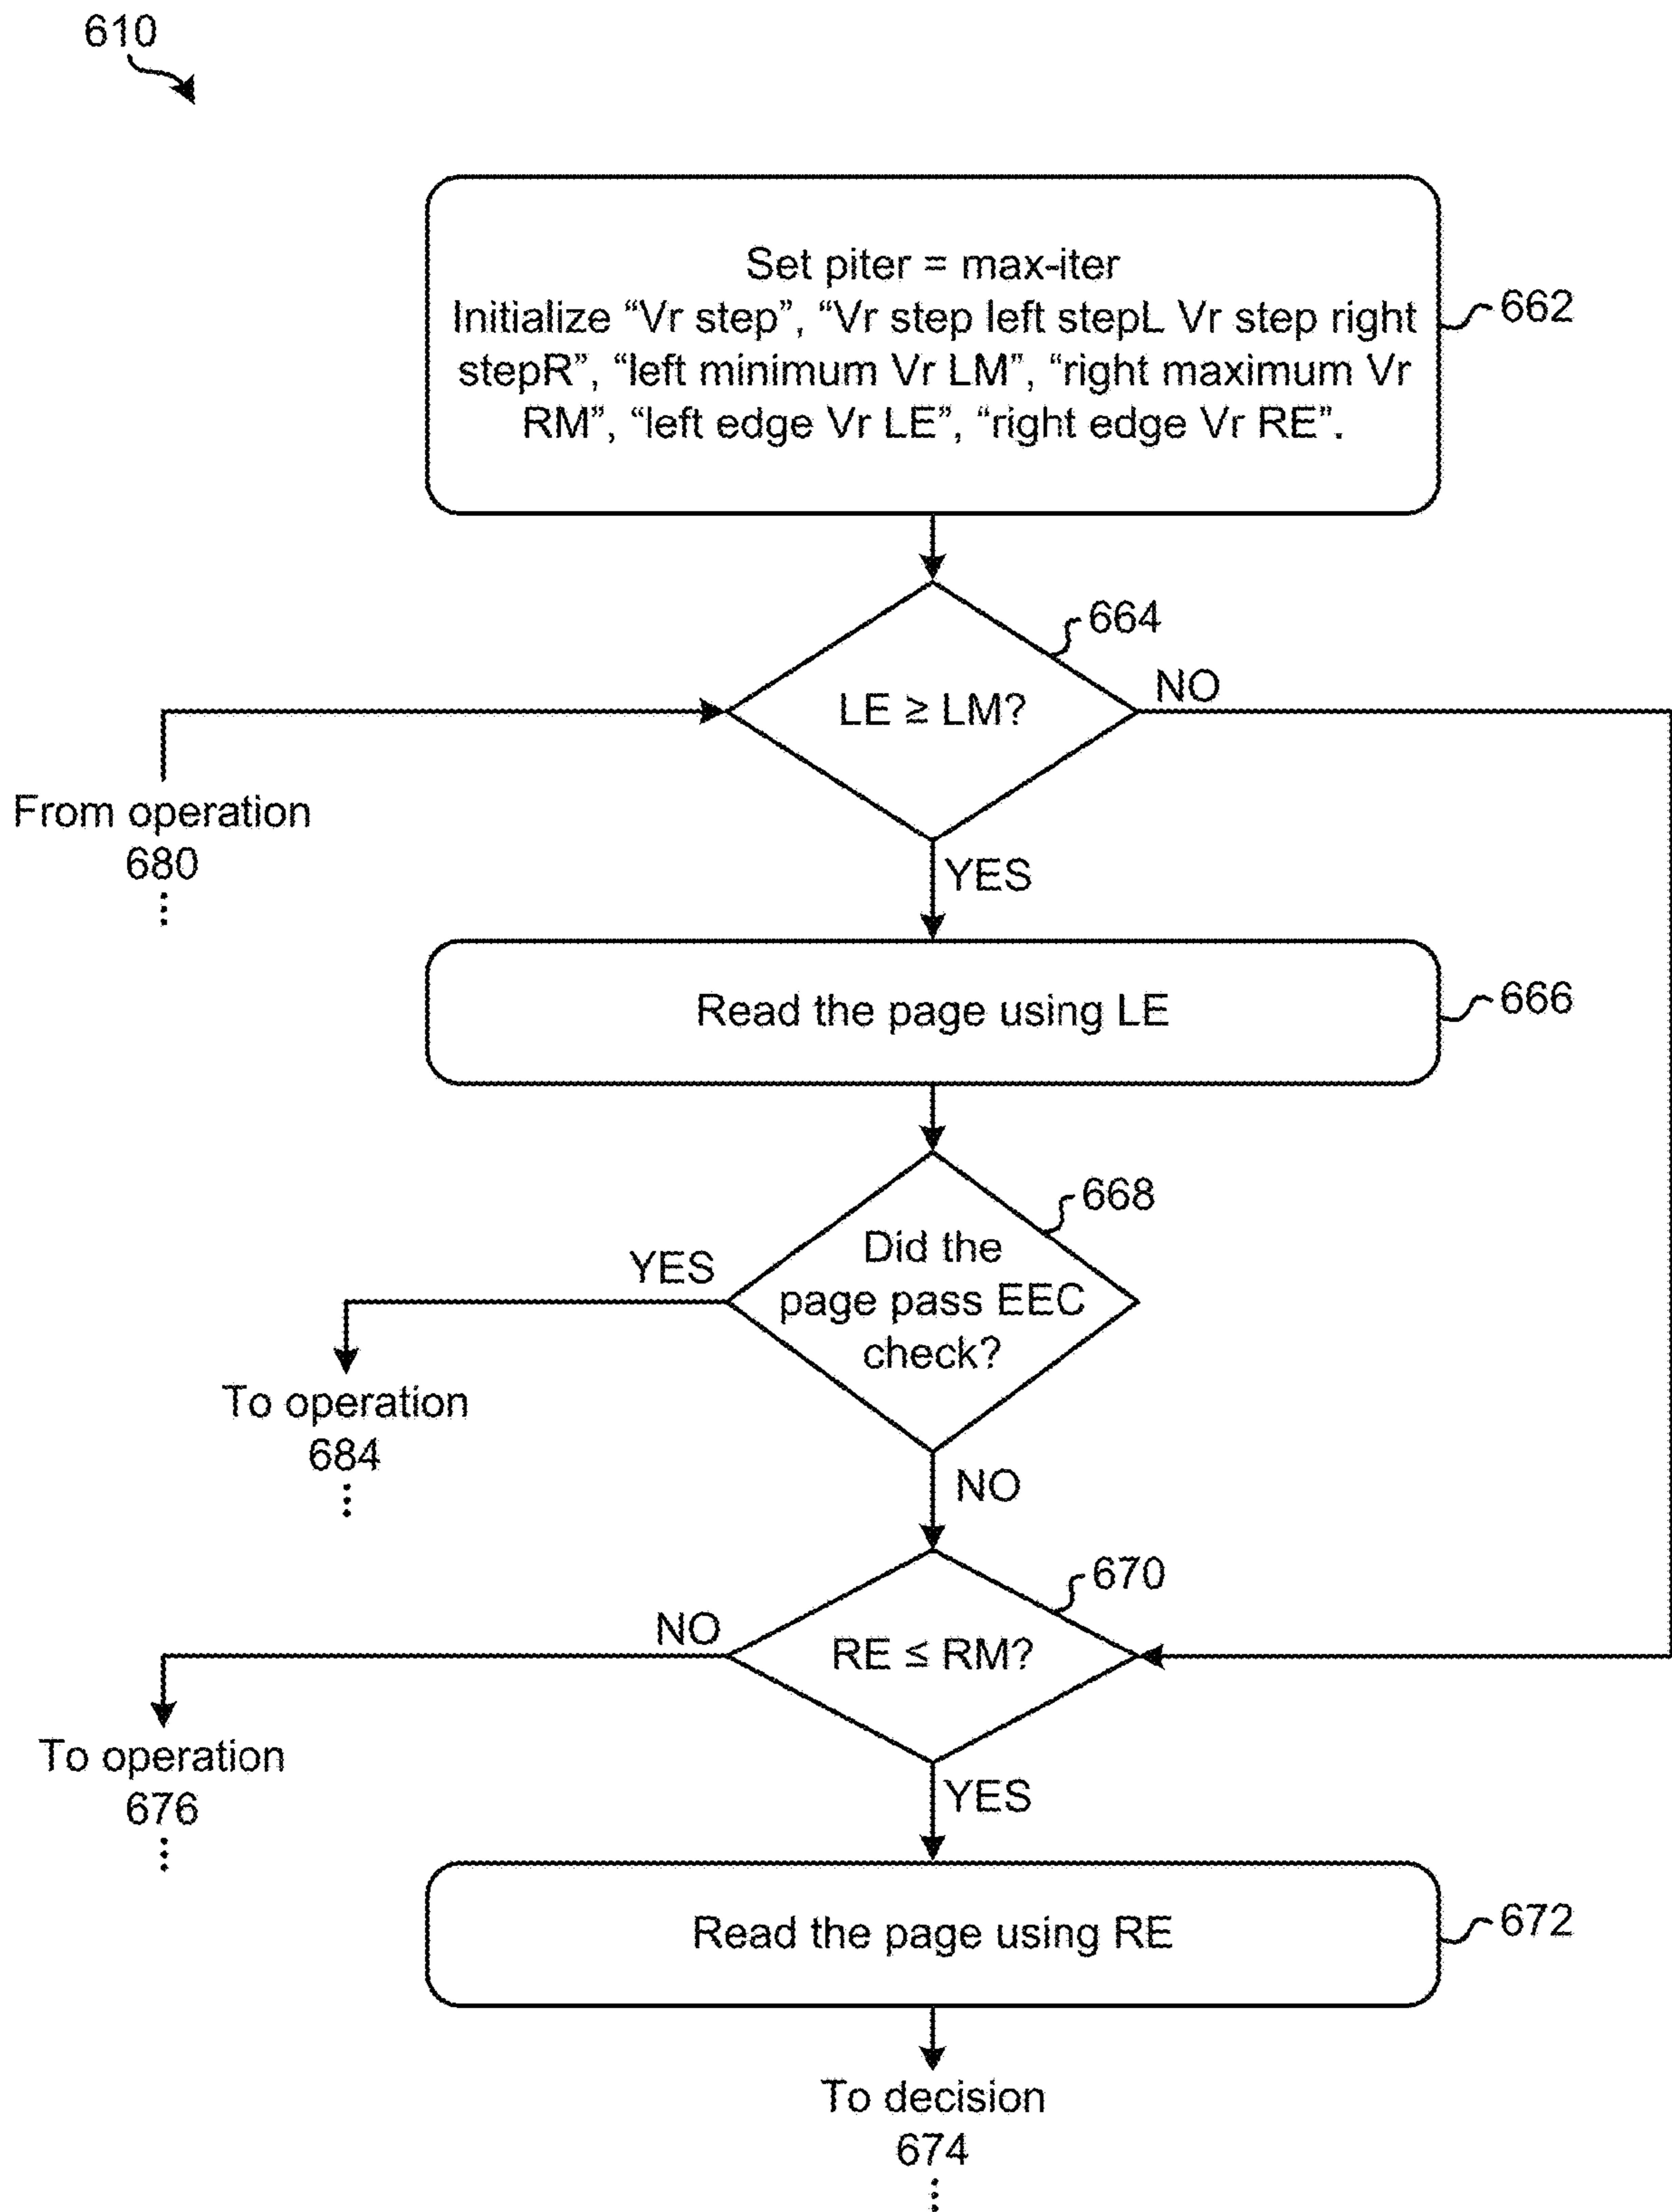 610
Set piter = max-iter
Initialize “Vr step”, “Vr step left stepL Vr step right
stepR”, “left minimum Vr LM”, “right maximum Vr
RM”, “left edge Vr LE”, “right edge Vr RE”.
662
664
LE ≥ LM?
NO
From operation
680
⋮
YES
Read the page using LE
666
668
Did the
page pass EEC
check?
YES
To operation
684
⋮
NO
670
RE ≤ RM?
NO
To operation
676
⋮
YES
Read the page using RE
672
To decision
674
⋮